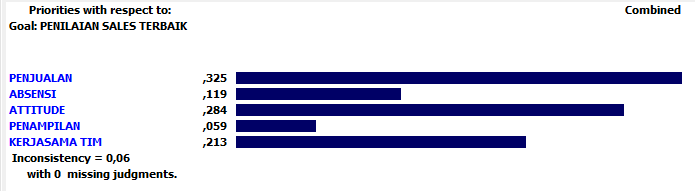 Priorities with respect to: Combined
Goal: PENILAIAN SALES TERBAIK
PENJUALAN ,325
ABSENSI ,119
ATTITUDE ,284
PENAMPILAN ,059
KERJASAMA TIM ,213
Inconsistency = 0,06
with 0 missing judgments.